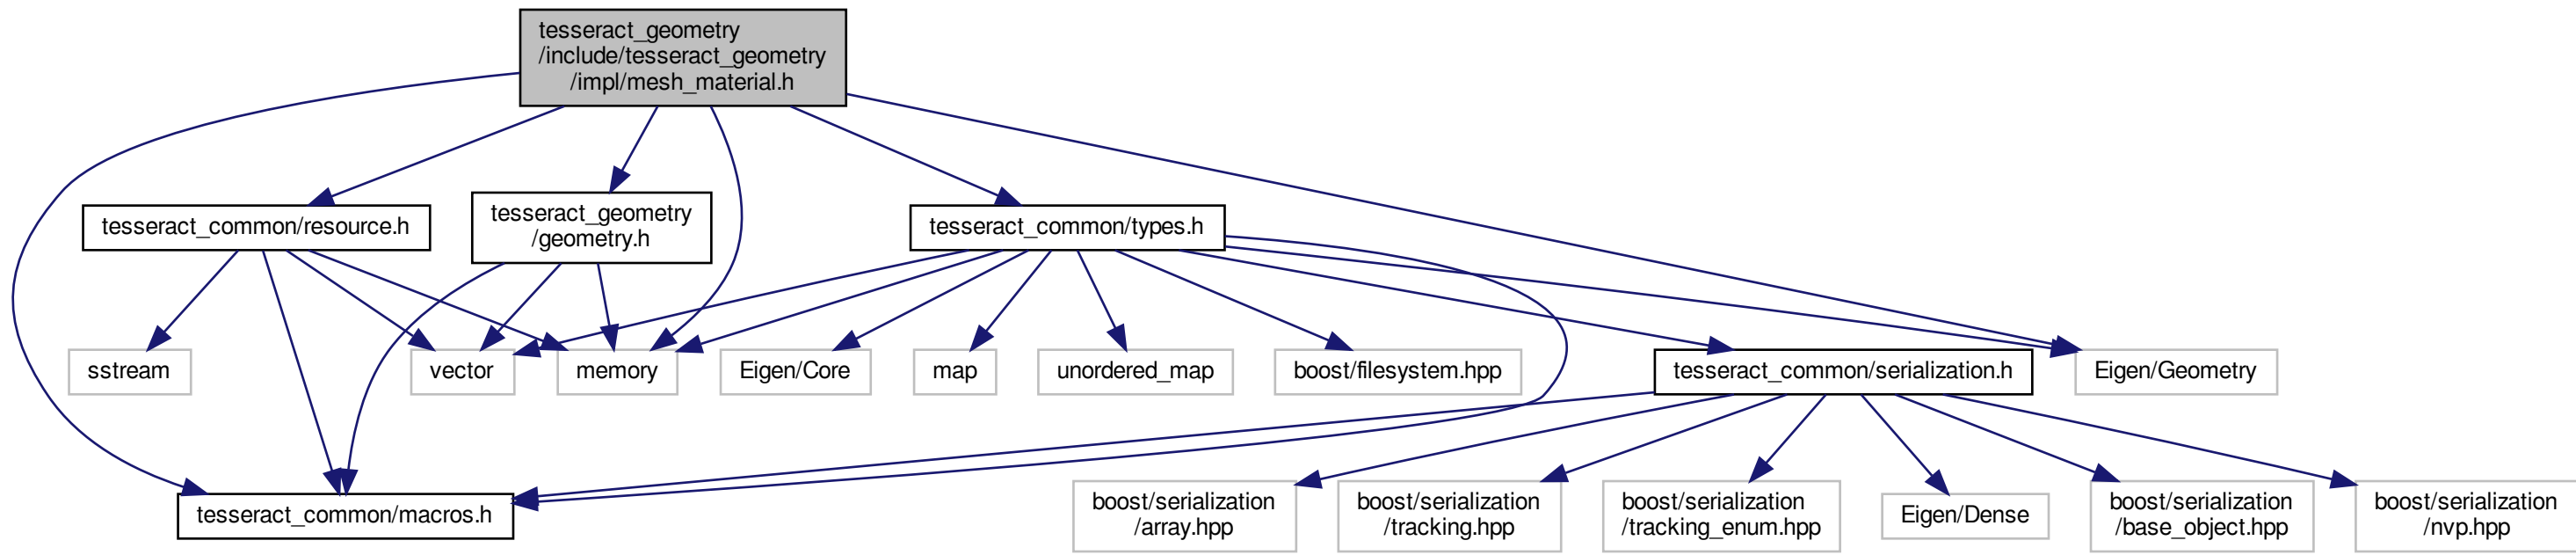 tesseract_geometry
/include/tesseract_geometry
/impl/mesh_material.h
tesseract_common/resource.h
tesseract_geometry
/geometry.h
tesseract_common/types.h
sstream
vector
memory
Eigen/Core
map
unordered_map
boost/filesystem.hpp
tesseract_common/serialization.h
Eigen/Geometry
tesseract_common/macros.h
boost/serialization
/array.hpp
boost/serialization
/tracking.hpp
boost/serialization
/tracking_enum.hpp
Eigen/Dense
boost/serialization
/base_object.hpp
boost/serialization
/nvp.hpp